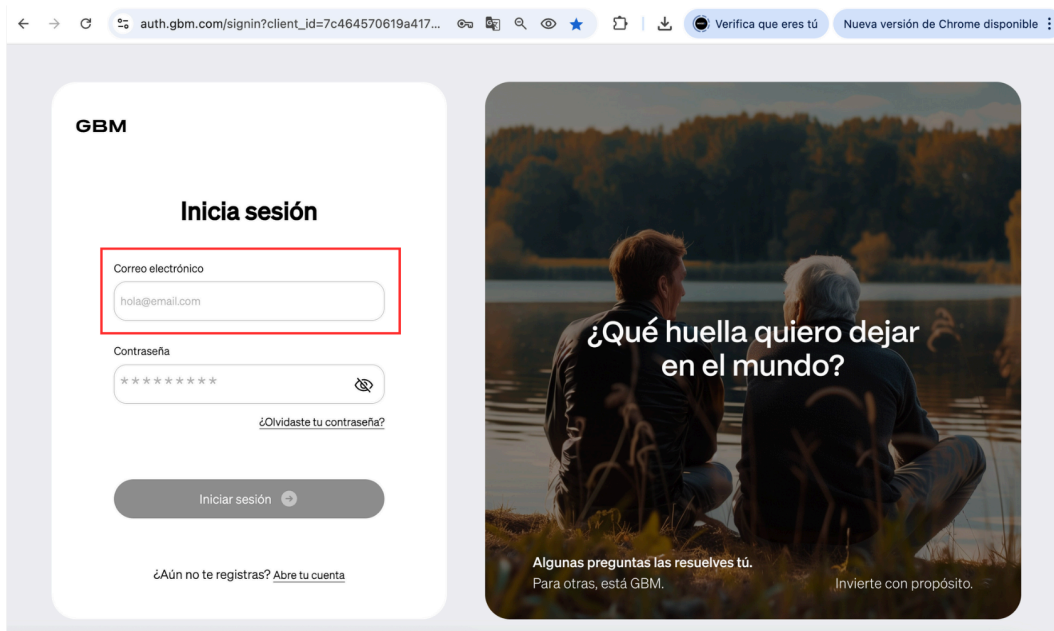 auth.gbm.com/signin?client_id=7c464570619a417...
Verifica que eres tú
Nueva versión de Chrome disponible
GBM
Inicia sesión
Correo electrónico
hola@email.com
Contraseña
*********
¿Olvidaste tu contraseña?
Iniciar sesión
¿Aún no te registras? Abre tu cuenta
¿Qué huella quiero dejar
en el mundo?
Algunas preguntas las resuelves tú.
Para otras, está GBM.
Invierte con propósito.